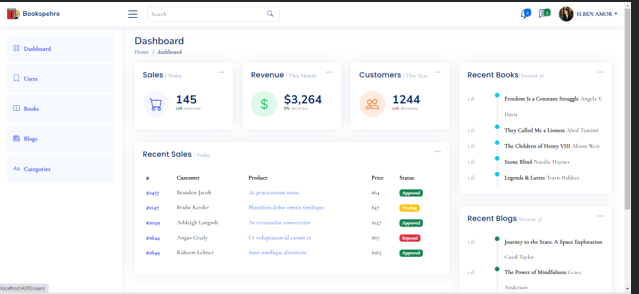 Bookspehre
Search
4
3
H.BEN AMOR
Dashboard
Home / dashboard
Dashboard
Users
Books
Blogs
Categories
Sales | Today
145
12% increase
Revenue | This Month
$3,264
8% increase
Customers | This Year
1244
12% decrease
Recent Sales | Today
# Customer Product Price Status
#2457 Brandon Jacob At praesentium minu $64 Approved
#2147 Bridie Kessler Blanditiis dolor omnis similique $47 Pending
#2049 Ashleigh Langosh At recusandae consectetur $147 Approved
#2644 Angus Grady Ut voluptatem id earum et $67 Rejected
#2644 Raheem Lehner Sunt similique distinctio $165 Approved
Recent Books
1 d Freedom Is a Constant Struggle Angela Y.
Davis
1 d They Called Me a Lioness Ahed Tamimi
1 d The Children of Henry VIII Alison Weir
1 d Stone Blind Natalie Haynes
1 d Legends & Lattes Travis Baldree
Recent Blogs
1 d Journey to the Stars: A Space Exploration
Carol Taylor
1 d The Power of Mindfulness Grace
Anderson
localhost:4200/users